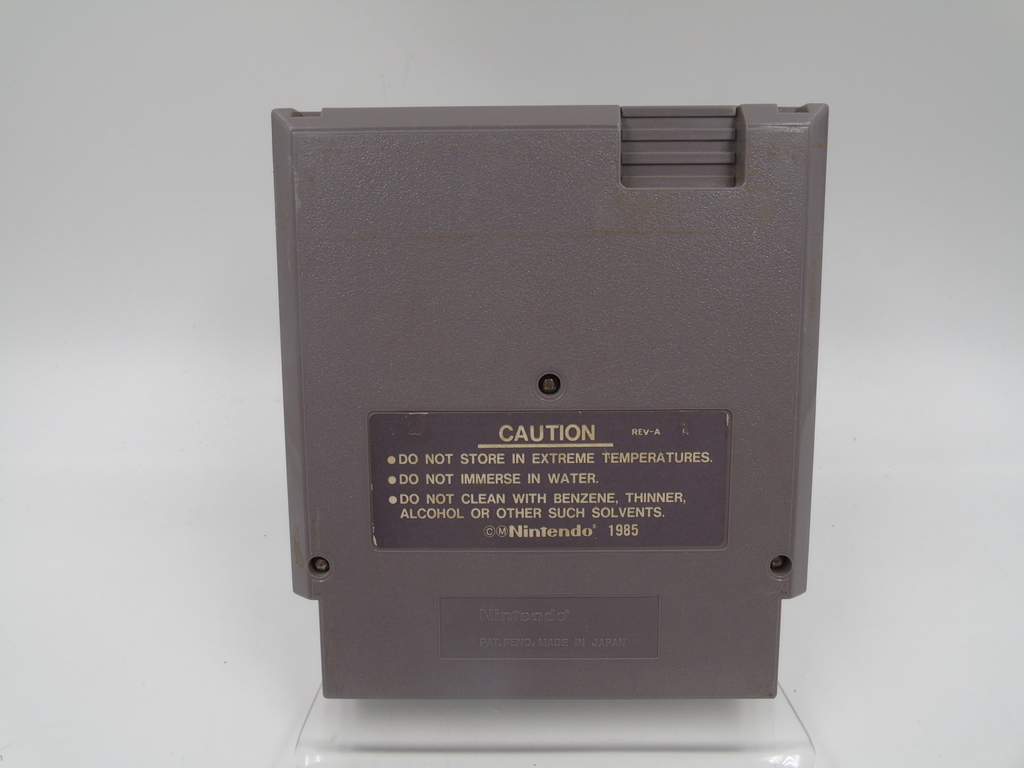 CAUTION REV-A
●DO NOT STORE IN EXTREME TEMPERATURES.
●DO NOT IMMERSE IN WATER.
●DO NOT CLEAN WITH BENZENE, THINNER,
ALCOHOL OR OTHER SUCH SOLVENTS.
ⒸⓂNintendo® 1985
Nintendo®
PAT. PEND. MADE IN JAPAN